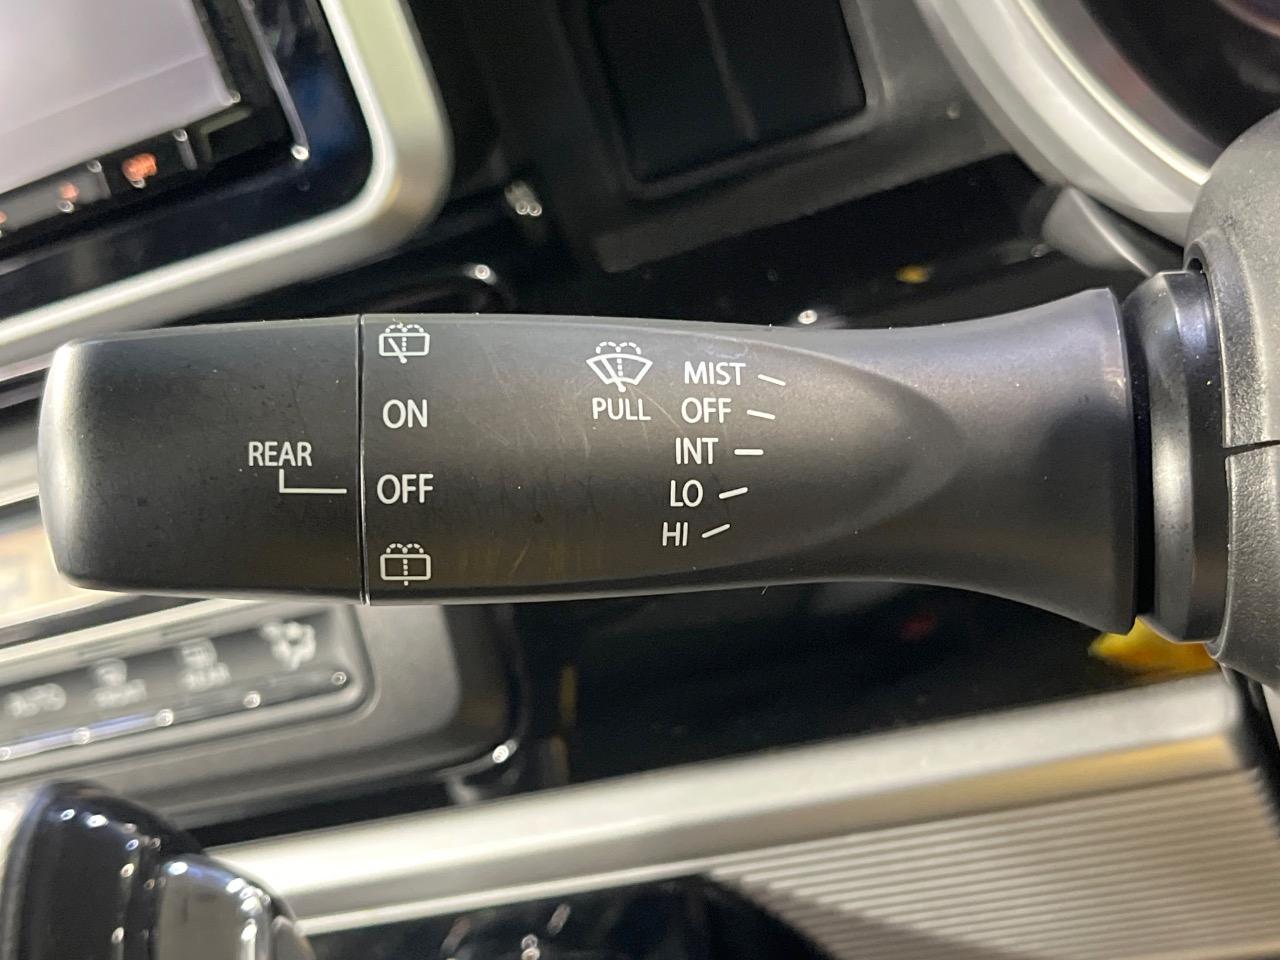 REAR
ON
OFF
PULL
MIST
OFF
INT
LO
HI